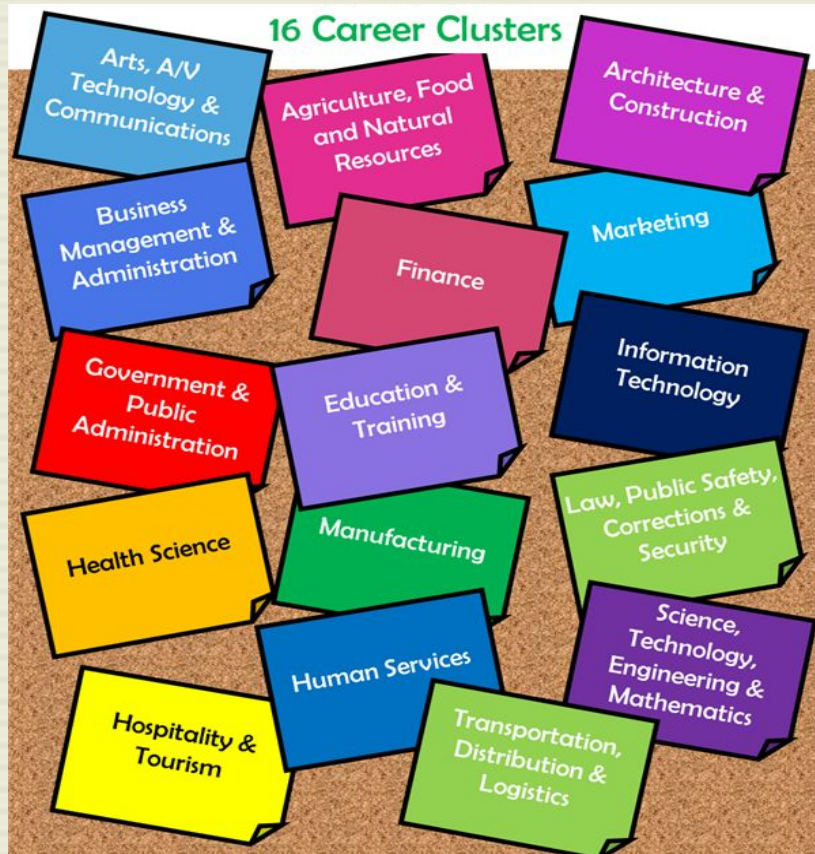 16 Career Clusters
Arts, A/V
Technology &
Communications
Agriculture, Food
and Natural
Resources
Architecture &
Construction
Business
Management &
Administration
Finance
Marketing
Government &
Public
Administration
Education &
Training
Information
Technology
Health Science
Manufacturing
Law, Public Safety,
Corrections &
Security
Human Services
Science,
Technology,
Engineering &
Mathematics
Hospitality &
Tourism
Transportation,
Distribution &
Logistics